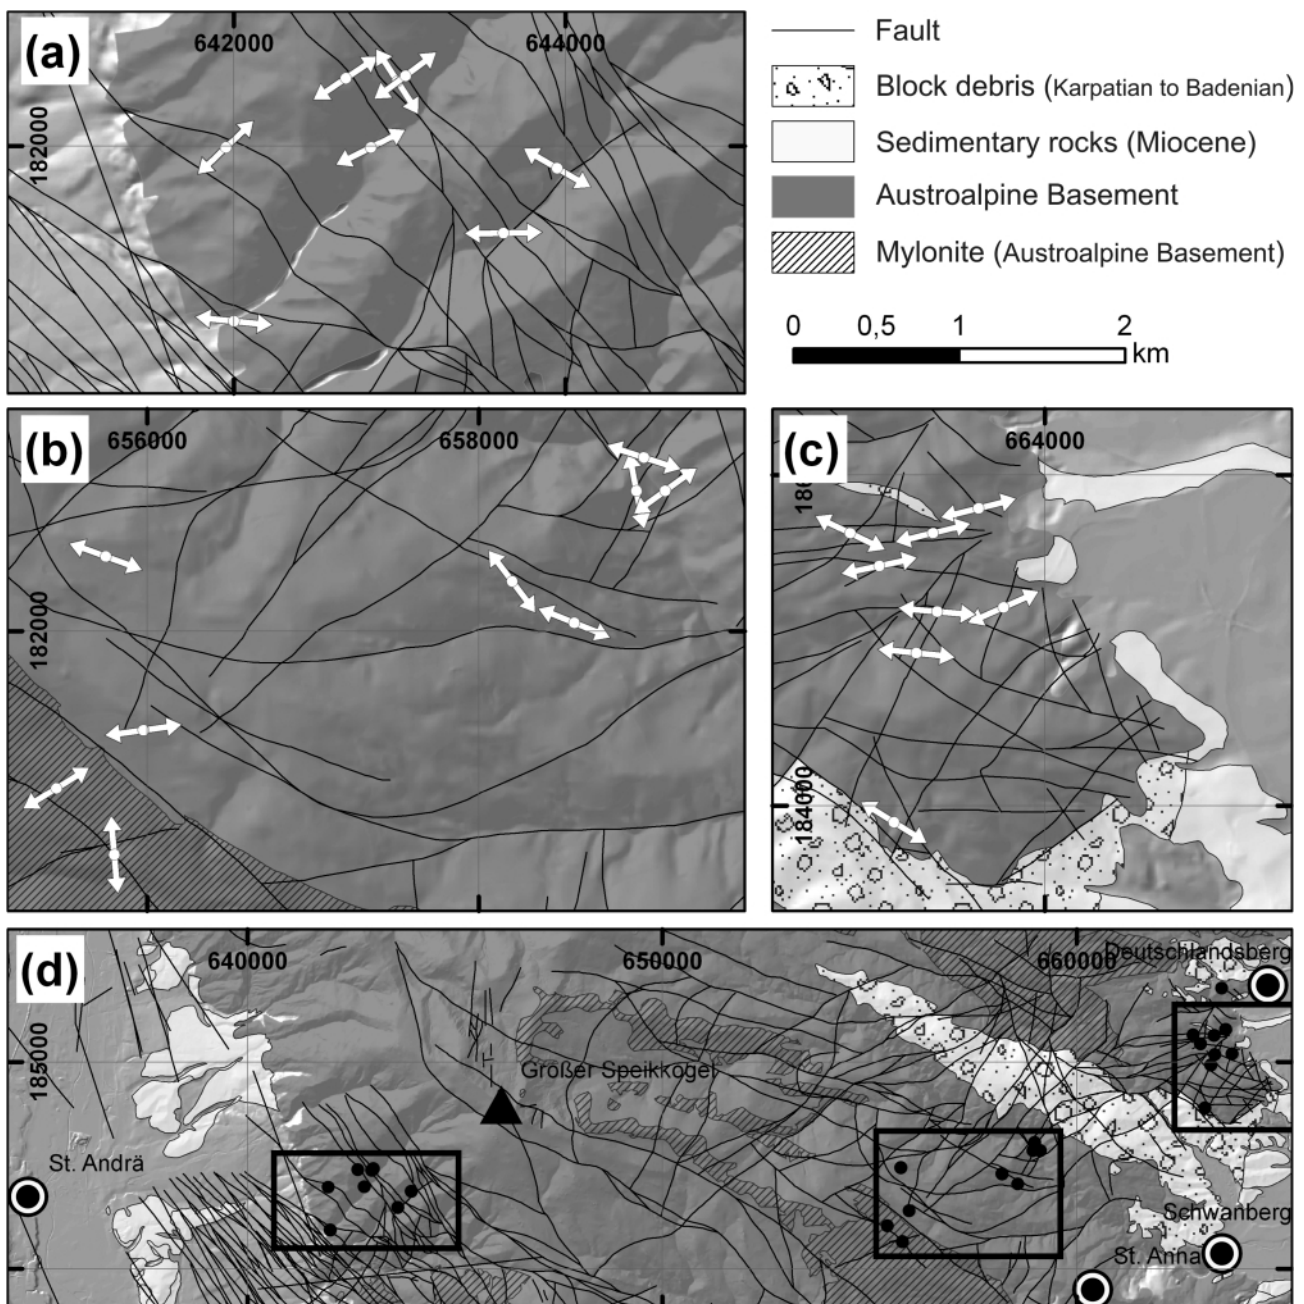 (a)
642000
644000
182000
Fault
Block debris (Karpatian to Badenian)
Sedimentary rocks (Miocene)
Austroalpine Basement
Mylonite (Austroalpine Basement)
0 0,5 1 2
km
(b)
656000
658000
182000
(c)
664000
184000
(d)
640000
650000
660000
185000
Deutschlandsberg
Großer Speikkogel
St. Andrä
Schwanberg
St. Anna